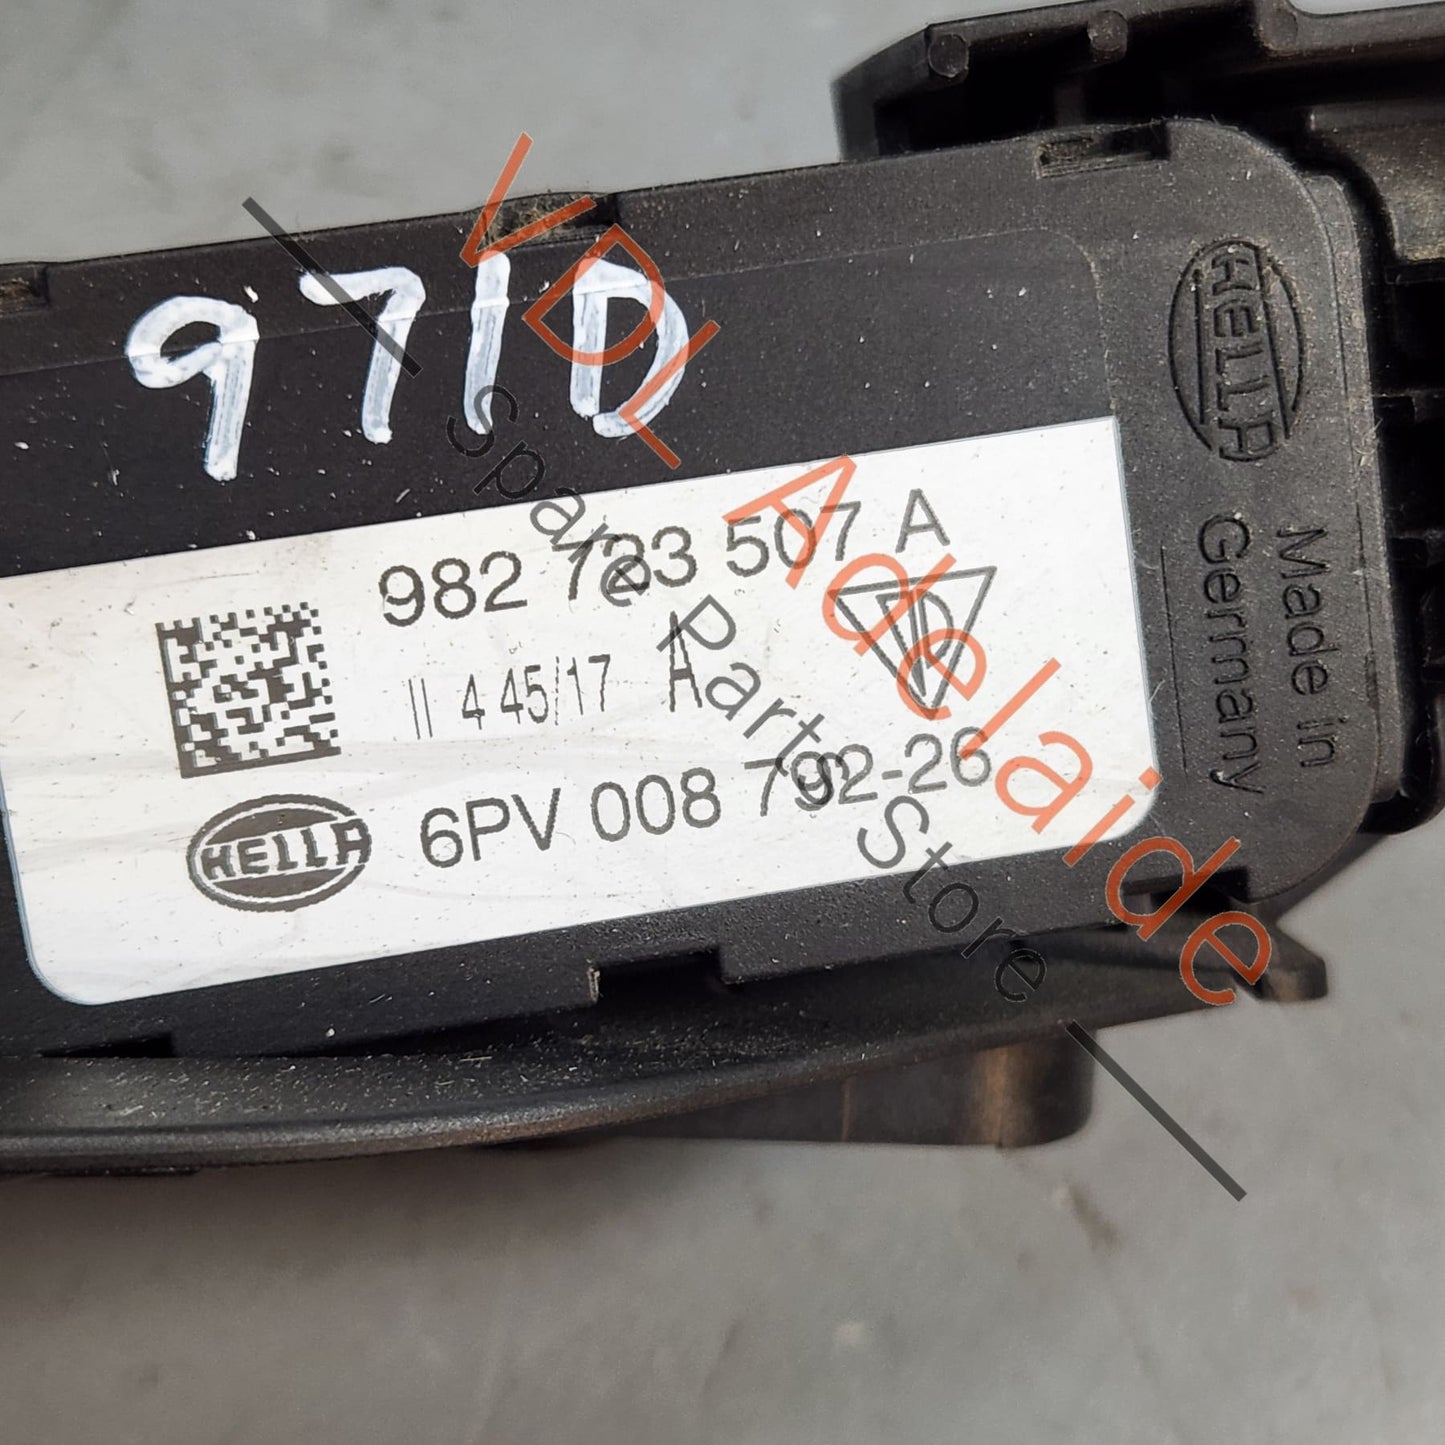 971D
982 723 507 A
|| 4 45/17 A
HELLA 6PV 008 792-26
HELLA
Made in
Germany
VDL Adelaide
Spare Parts Store